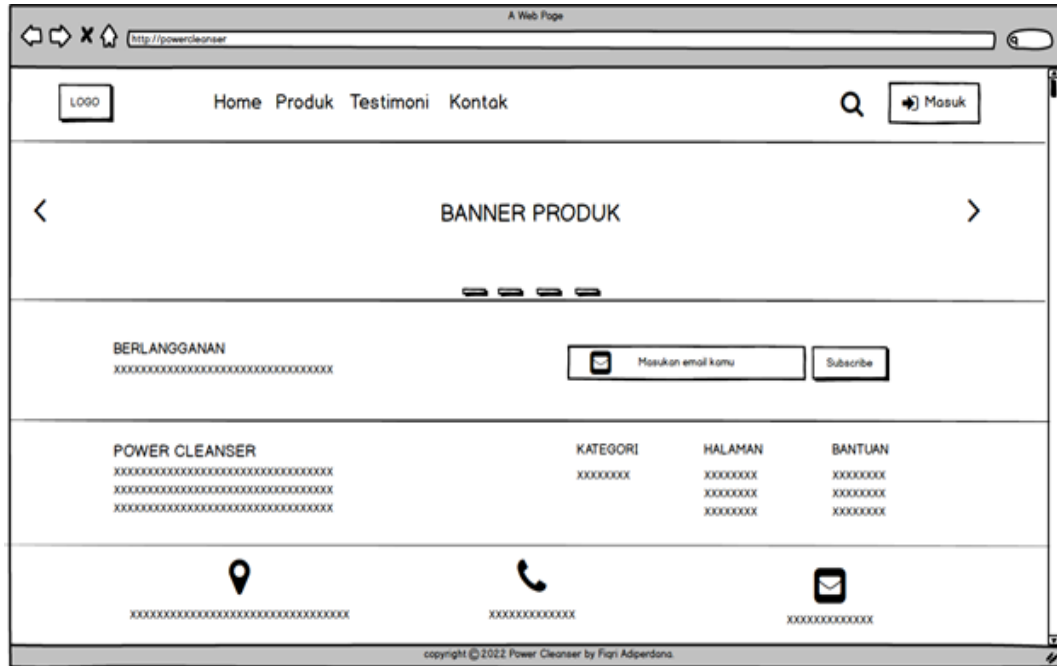 A Web Page
http://powercleanser
LOGO Home Produk Testimoni Kontak Masuk
BANNER PRODUK
BERLANGGANAN
XXXXXXXXXXXXXXXXXXXXXXXXXXXXXXXXX
Masukan email kamu Subscribe
POWER CLEANSER KATEGORI HALAMAN BANTUAN
XXXXXXXXXXXXXXXXXXXXXXXXXXXXXXXXX XXXXXXXX XXXXXXXX XXXXXXXX
XXXXXXXXXXXXXXXXXXXXXXXXXXXXXXXXX XXXXXXXX XXXXXXXX
XXXXXXXXXXXXXXXXXXXXXXXXXXXXXXXXX XXXXXXXX XXXXXXXX
XXXXXXXXXXXXXXXXXXXXXXXXXXXXXXXXX XXXXXXXXXXXXX XXXXXXXXXXXXX
copyright ©2022 Power Cleanser by Fiqri Adiperdana.